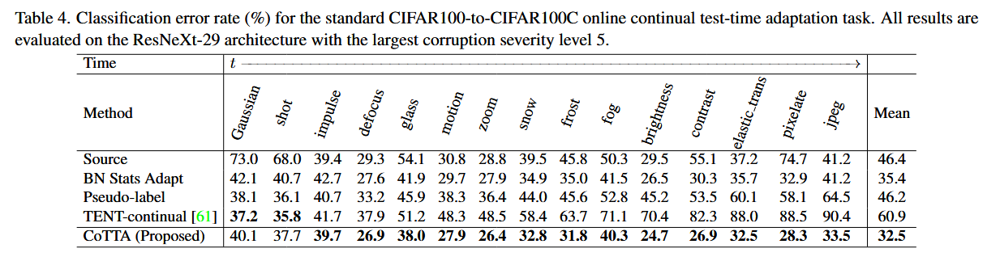 Table 4. Classification error rate (%) for the standard CIFAR100-to-CIFAR100C online continual test-time adaptation task. All results are
evaluated on the ResNeXt-29 architecture with the largest corruption severity level 5.
Time t
Method Gaussian shot impulse defocus glass motion zoom snow frost fog brightness contrast elastic_trans pixelate jpeg Mean
Source 73.0 68.0 39.4 29.3 54.1 30.8 28.8 39.5 45.8 50.3 29.5 55.1 37.2 74.7 41.2 46.4
BN Stats Adapt 42.1 40.7 42.7 27.6 41.9 29.7 27.9 34.9 35.0 41.5 26.5 30.3 35.7 32.9 41.2 35.4
Pseudo-label 38.1 36.1 40.7 33.2 45.9 38.3 36.4 44.0 45.6 52.8 45.2 53.5 60.1 58.1 64.5 46.2
TENT-continual [61] 37.2 35.8 41.7 37.9 51.2 48.3 48.5 58.4 63.7 71.1 70.4 82.3 88.0 88.5 90.4 60.9
CoTTA (Proposed) 40.1 37.7 39.7 26.9 38.0 27.9 26.4 32.8 31.8 40.3 24.7 26.9 32.5 28.3 33.5 32.5